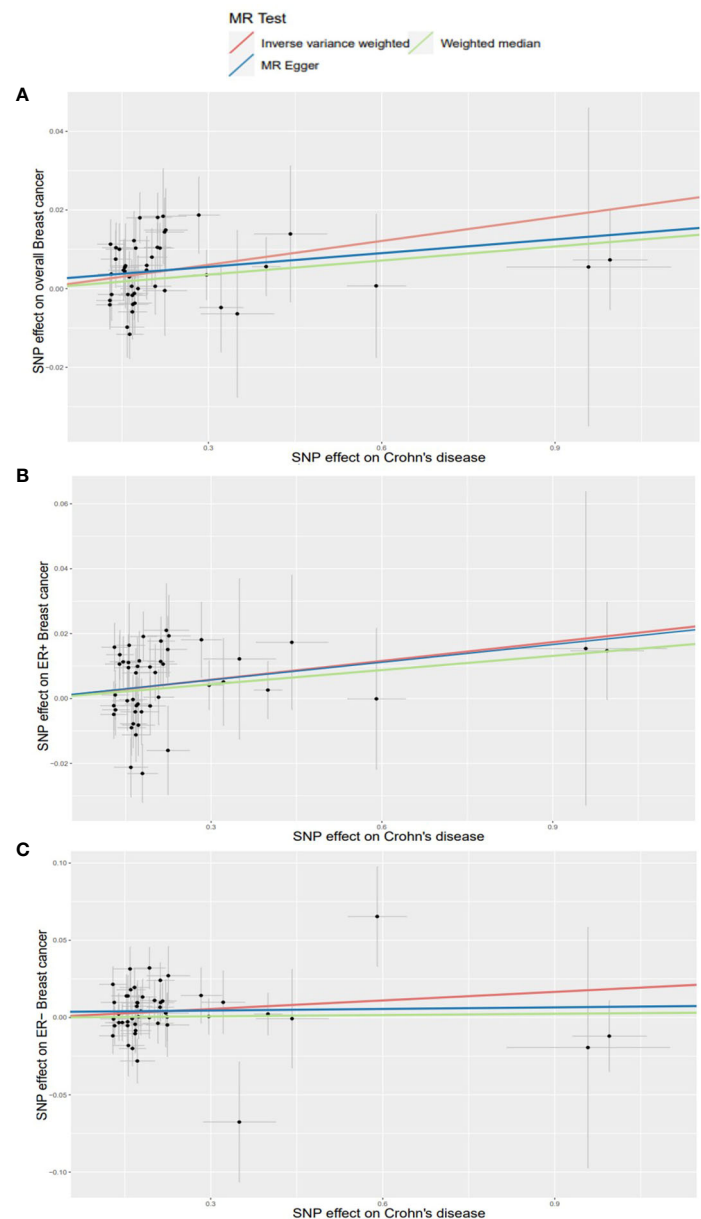 MR Test
Inverse variance weighted
Weighted median
MR Egger
A
SNP effect on overall Breast cancer
0.04
0.02
0.00
−0.02
0.3
0.6
0.9
SNP effect on Crohn's disease
B
SNP effect on ER+ Breast cancer
0.06
0.04
0.02
0.00
−0.02
0.3
0.6
0.9
SNP effect on Crohn's disease
C
SNP effect on ER− Breast cancer
0.10
0.05
0.00
−0.05
−0.10
0.3
0.6
0.9
SNP effect on Crohn's disease